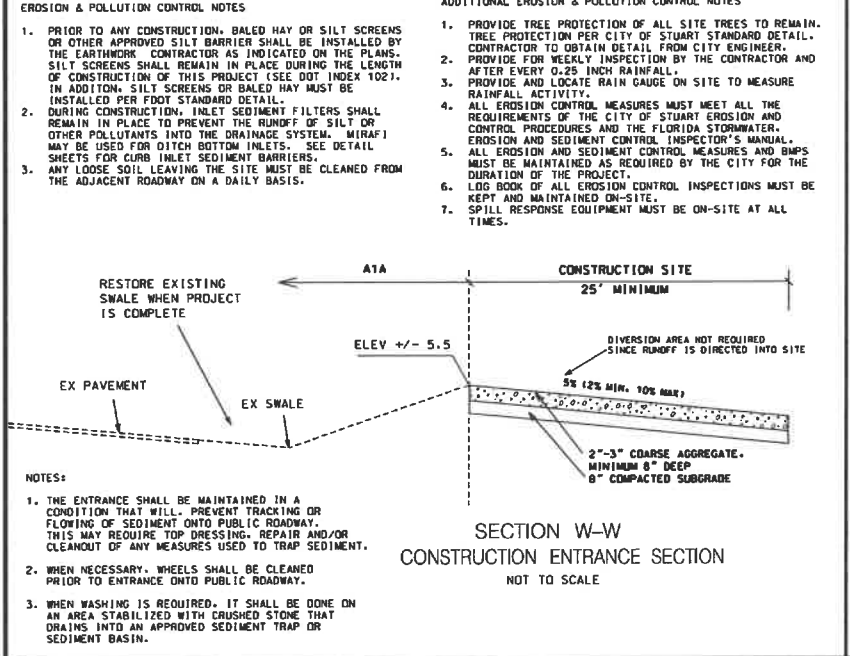 EROSION & POLLUTION CONTROL NOTES
1. PRIOR TO ANY CONSTRUCTION, BALED HAY OR SILT SCREENS
OR OTHER APPROVED SILT BARRIER SHALL BE INSTALLED BY
THE EARTHWORK CONTRACTOR AS INDICATED ON THE PLANS.
SILT SCREENS SHALL REMAIN IN PLACE DURING THE LENGTH
OF CONSTRUCTION OF THIS PROJECT (SEE DOT INDEX 102).
IN ADDITON, SILT SCREENS OR BALED HAY MUST BE
INSTALLED PER FDOT STANDARD DETAIL.
2. DURING CONSTRUCTION, INLET SEDIMENT FILTERS SHALL
REMAIN IN PLACE TO PREVENT THE RUNOFF OF SILT OR
OTHER POLLUTANTS INTO THE DRAINAGE SYSTEM. MIRAFI
MAY BE USED FOR DITCH BOTTOM INLETS. SEE DETAIL
SHEETS FOR CURB INLET SEDIMENT BARRIERS.
3. ANY LOOSE SOIL LEAVING THE SITE MUST BE CLEANED FROM
THE ADJACENT ROADWAY ON A DAILY BASIS.
ADDITIONAL EROSION & POLLUTION CONTROL NOTES
1. PROVIDE TREE PROTECTION OF ALL SITE TREES TO REMAIN.
TREE PROTECTION PER CITY OF STUART STANDARD DETAIL.
CONTRACTOR TO OBTAIN DETAIL FROM CITY ENGINEER.
2. PROVIDE FOR WEEKLY INSPECTION BY THE CONTRACTOR AND
AFTER EVERY 0.25 INCH RAINFALL.
3. PROVIDE AND LOCATE RAIN GAUGE ON SITE TO MEASURE
RAINFALL ACTIVITY.
4. ALL EROSION CONTROL MEASURES MUST MEET ALL THE
REQUIREMENTS OF THE CITY OF STUART EROSION AND
CONTROL PROCEDURES AND THE FLORIDA STORMWATER.
EROSION AND SEDIMENT CONTROL INSPECTOR'S MANUAL.
5. ALL EROSION AND SEDIMENT CONTROL MEASURES AND BMPS
MUST BE MAINTAINED AS REQUIRED BY THE CITY FOR THE
DURATION OF THE PROJECT.
6. LOG BOOK OF ALL EROSION CONTROL INSPECTIONS MUST BE
KEPT AND MAINTAINED ON-SITE.
7. SPILL RESPONSE EQUIPMENT MUST BE ON-SITE AT ALL
TIMES.
RESTORE EXISTING
SWALE WHEN PROJECT
IS COMPLETE
A1A
CONSTRUCTION SITE
25' MINIMUM
ELEV +/- 5.5
DIVERSION AREA NOT REQUIRED
SINCE RUNOFF IS DIRECTED INTO SITE
EX PAVEMENT
EX SWALE
5% (2% MIN. 10% MAX)
2"-3" COARSE AGGREGATE.
MINIMUM 8" DEEP
8" COMPACTED SUBGRADE
NOTES:
1. THE ENTRANCE SHALL BE MAINTAINED IN A
CONDITION THAT WILL. PREVENT TRACKING OR
FLOWING OF SEDIMENT ONTO PUBLIC ROADWAY.
THIS MAY REQUIRE TOP DRESSING. REPAIR AND/OR
CLEANOUT OF ANY MEASURES USED TO TRAP SEDIMENT.
2. WHEN NECESSARY. WHEELS SHALL BE CLEANED
PRIOR TO ENTRANCE ONTO PUBLIC ROADWAY.
3. WHEN WASHING IS REQUIRED. IT SHALL BE DONE ON
AN AREA STABILIZED WITH CRUSHED STONE THAT
DRAINS INTO AN APPROVED SEDIMENT TRAP OR
SEDIMENT BASIN.
SECTION W-W
CONSTRUCTION ENTRANCE SECTION
NOT TO SCALE